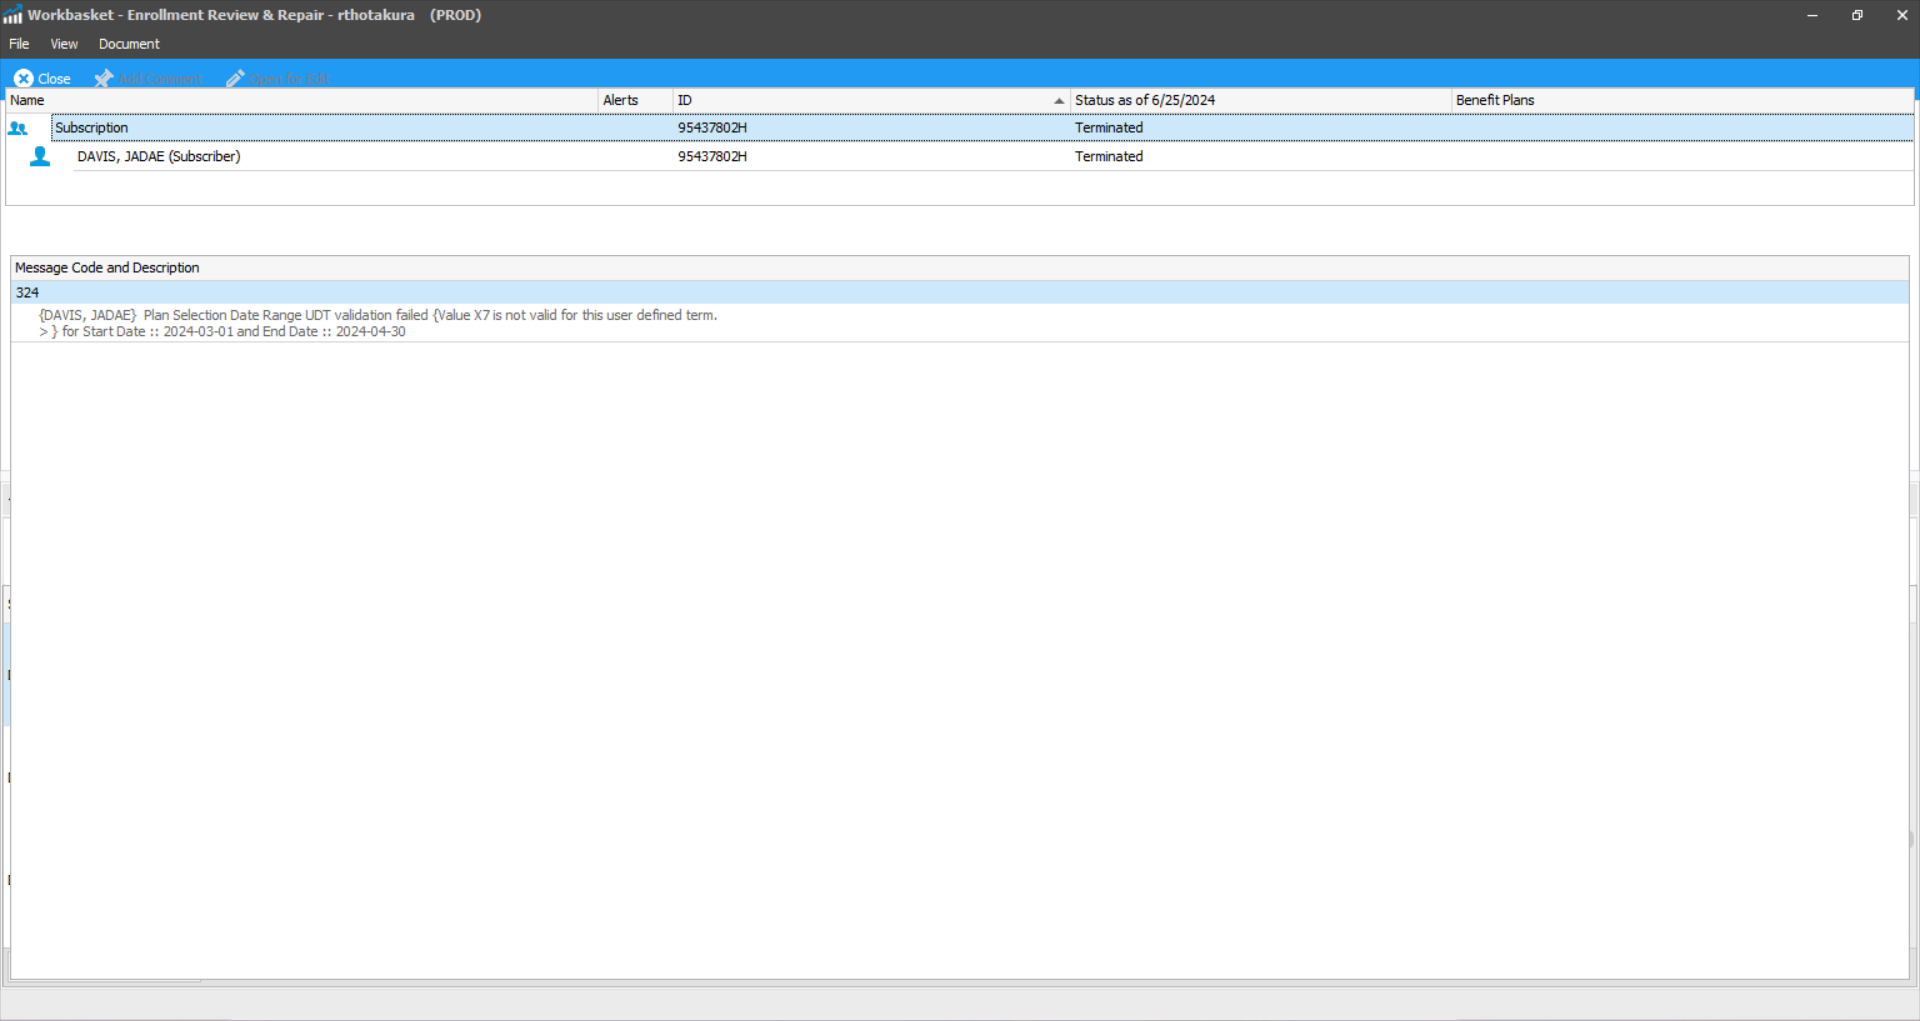 Workbasket - Enrollment Review & Repair - rthotakura (PROD)
File View Document
Close Add Comment Open for Edit
Name Alerts ID Status as of 6/25/2024 Benefit Plans
Subscription 95437802H Terminated
DAVIS, JADAE (Subscriber) 95437802H Terminated
Message Code and Description
324
{DAVIS, JADAE} Plan Selection Date Range UDT validation failed {Value X7 is not valid for this user defined term.
> } for Start Date :: 2024-03-01 and End Date :: 2024-04-30